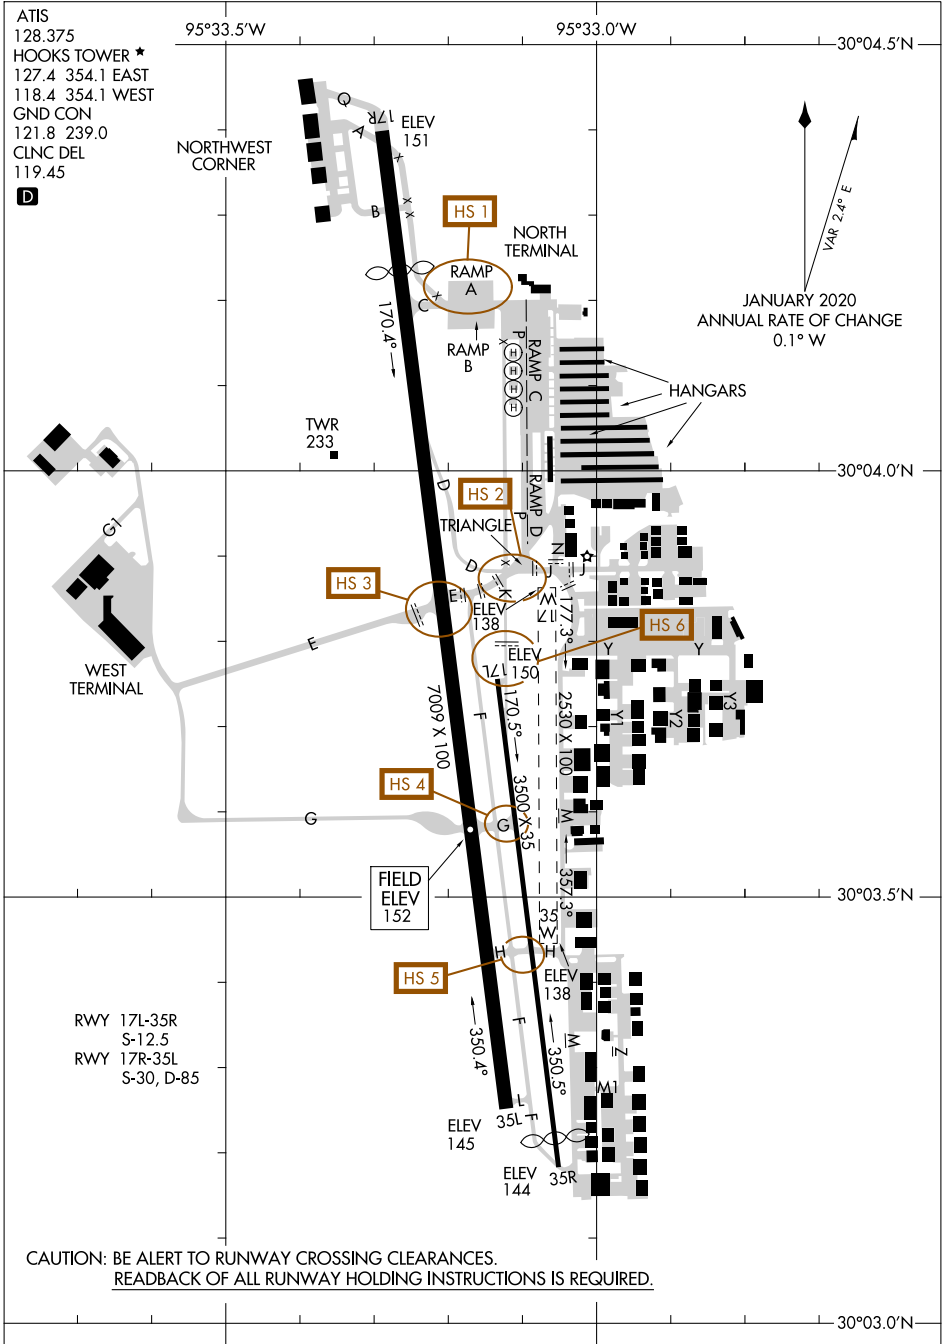 ATIS
128.375
HOOKS TOWER ★
127.4 354.1 EAST
118.4 354.1 WEST
GND CON
121.8 239.0
CLNC DEL
119.45
D
95°33.5'W
95°33.0'W
30°04.5'N
Q
A
17R
ELEV
151
X
NORTHWEST
CORNER
B
X
X
HS 1
NORTH
TERMINAL
VAR 2.4° E
JANUARY 2020
ANNUAL RATE OF CHANGE
0.1° W
RAMP
A
X
C
170.4°
RAMP
B
P
X
H
H
H
H
RAMP C
HANGARS
TWR
233
30°04.0'N
G1
D
HS 2
P
RAMP D
TRIANGLE
N
D
X
J
J
HS 3
E
K
ELEV
138
17
W
177.3°
HS 6
E
WEST
TERMINAL
ELEV
150
17L
Y
Y
7009 X 100
F
170.5°
2530 X 100
Y1
Y2
Y3
HS 4
3500 X 35
G
G
M
FIELD
ELEV
152
357.3°
30°03.5'N
35
W
H
H
HS 5
ELEV
138
RWY 17L-35R
S-12.5
RWY 17R-35L
S-30, D-85
F
M
Z
350.4°
350.5°
M1
L
F
ELEV
145
35L
ELEV
144
35R
CAUTION: BE ALERT TO RUNWAY CROSSING CLEARANCES.
READBACK OF ALL RUNWAY HOLDING INSTRUCTIONS IS REQUIRED.
30°03.0'N